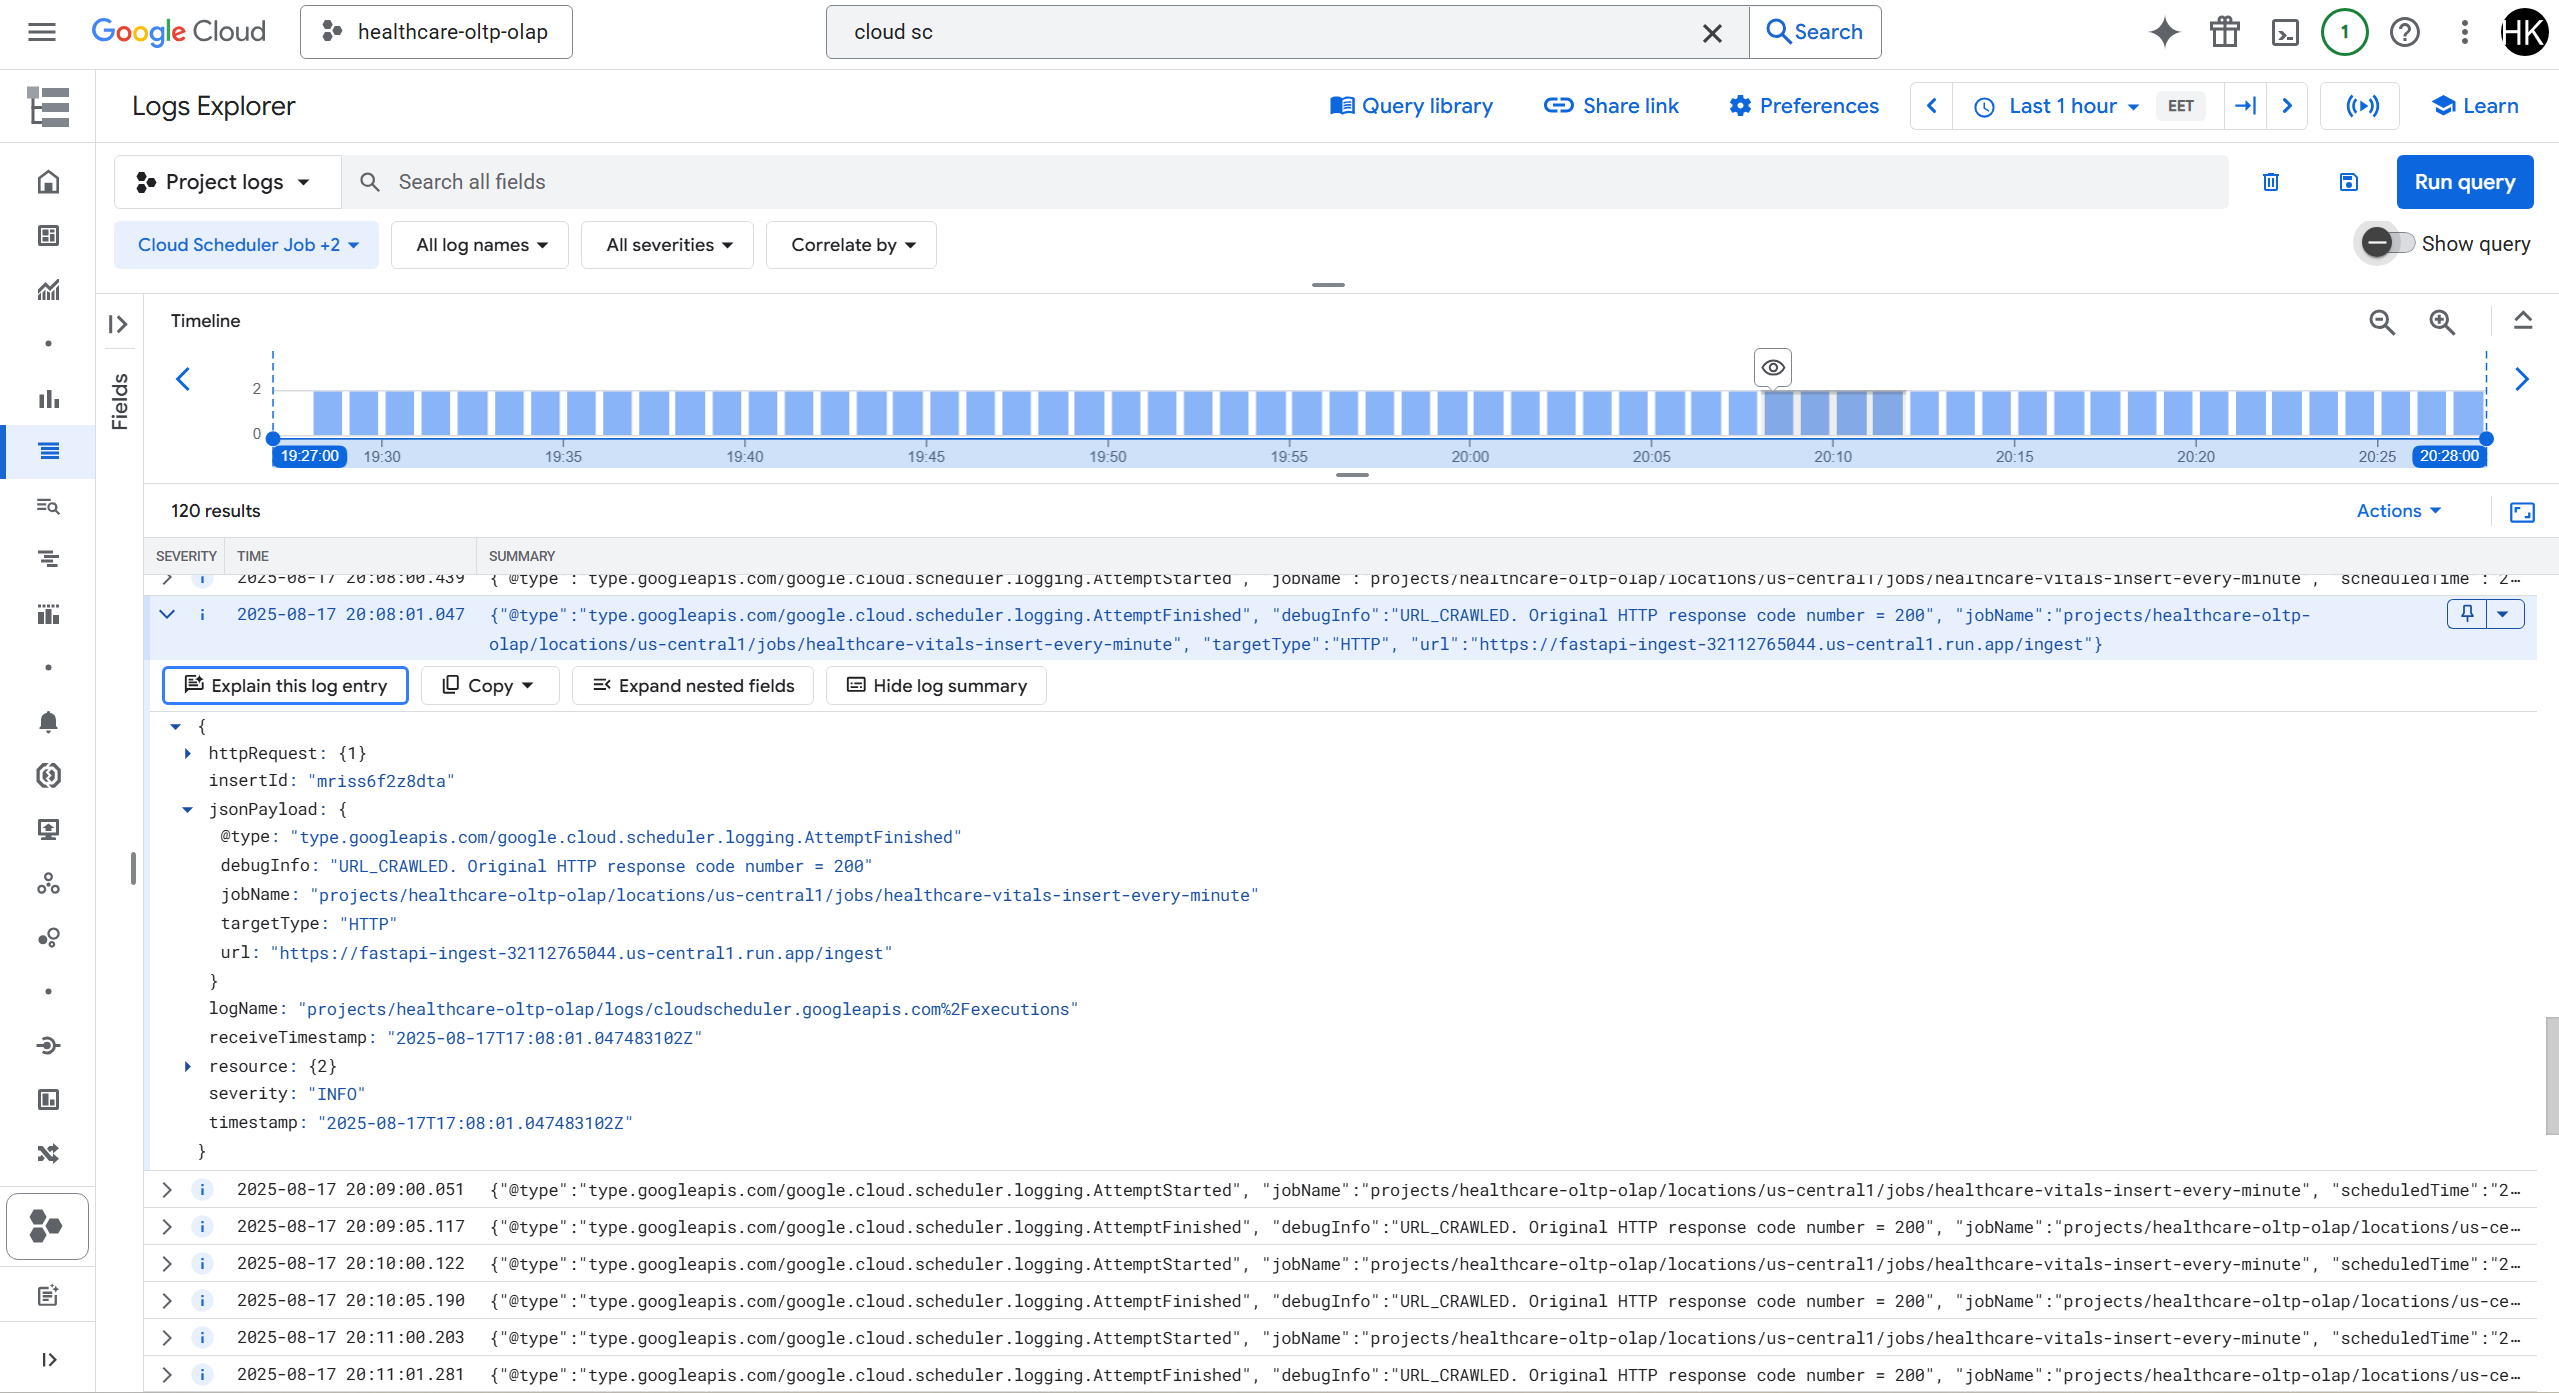 Google Cloud
healthcare-oltp-olap
cloud sc
Search
1
HK
Logs Explorer
Query library
Share link
Preferences
Last 1 hour
EET
Learn
Project logs
Search all fields
Run query
Cloud Scheduler Job +2
All log names
All severities
Correlate by
Show query
Fields
Timeline
2
0
19:27:00
19:30
19:35
19:40
19:45
19:50
19:55
20:00
20:05
20:10
20:15
20:20
20:25
20:28:00
120 results
Actions
SEVERITY
TIME
SUMMARY
i 2025-08-17 20:08:00.439 {"@type":"type.googleapis.com/google.cloud.scheduler.logging.AttemptStarted", "jobName":"projects/healthcare-oltp-olap/locations/us-central1/jobs/healthcare-vitals-insert-every-minute", "scheduledTime":"2…
i 2025-08-17 20:08:01.047 {"@type":"type.googleapis.com/google.cloud.scheduler.logging.AttemptFinished", "debugInfo":"URL_CRAWLED. Original HTTP response code number = 200", "jobName":"projects/healthcare-oltp-
olap/locations/us-central1/jobs/healthcare-vitals-insert-every-minute", "targetType":"HTTP", "url":"https://fastapi-ingest-32112765044.us-central1.run.app/ingest"}
Explain this log entry
Copy
Expand nested fields
Hide log summary
{
httpRequest: {1}
insertId: "mriss6f2z8dta"
jsonPayload: {
@type: "type.googleapis.com/google.cloud.scheduler.logging.AttemptFinished"
debugInfo: "URL_CRAWLED. Original HTTP response code number = 200"
jobName: "projects/healthcare-oltp-olap/locations/us-central1/jobs/healthcare-vitals-insert-every-minute"
targetType: "HTTP"
url: "https://fastapi-ingest-32112765044.us-central1.run.app/ingest"
}
logName: "projects/healthcare-oltp-olap/logs/cloudscheduler.googleapis.com%2Fexecutions"
receiveTimestamp: "2025-08-17T17:08:01.047483102Z"
resource: {2}
severity: "INFO"
timestamp: "2025-08-17T17:08:01.047483102Z"
}
i 2025-08-17 20:09:00.051 {"@type":"type.googleapis.com/google.cloud.scheduler.logging.AttemptStarted", "jobName":"projects/healthcare-oltp-olap/locations/us-central1/jobs/healthcare-vitals-insert-every-minute", "scheduledTime":"2…
i 2025-08-17 20:09:05.117 {"@type":"type.googleapis.com/google.cloud.scheduler.logging.AttemptFinished", "debugInfo":"URL_CRAWLED. Original HTTP response code number = 200", "jobName":"projects/healthcare-oltp-olap/locations/us-ce…
i 2025-08-17 20:10:00.122 {"@type":"type.googleapis.com/google.cloud.scheduler.logging.AttemptStarted", "jobName":"projects/healthcare-oltp-olap/locations/us-central1/jobs/healthcare-vitals-insert-every-minute", "scheduledTime":"2…
i 2025-08-17 20:10:05.190 {"@type":"type.googleapis.com/google.cloud.scheduler.logging.AttemptFinished", "debugInfo":"URL_CRAWLED. Original HTTP response code number = 200", "jobName":"projects/healthcare-oltp-olap/locations/us-ce…
i 2025-08-17 20:11:00.203 {"@type":"type.googleapis.com/google.cloud.scheduler.logging.AttemptStarted", "jobName":"projects/healthcare-oltp-olap/locations/us-central1/jobs/healthcare-vitals-insert-every-minute", "scheduledTime":"2…
i 2025-08-17 20:11:01.281 {"@type":"type.googleapis.com/google.cloud.scheduler.logging.AttemptFinished", "debugInfo":"URL_CRAWLED. Original HTTP response code number = 200", "jobName":"projects/healthcare-oltp-olap/locations/us-ce…